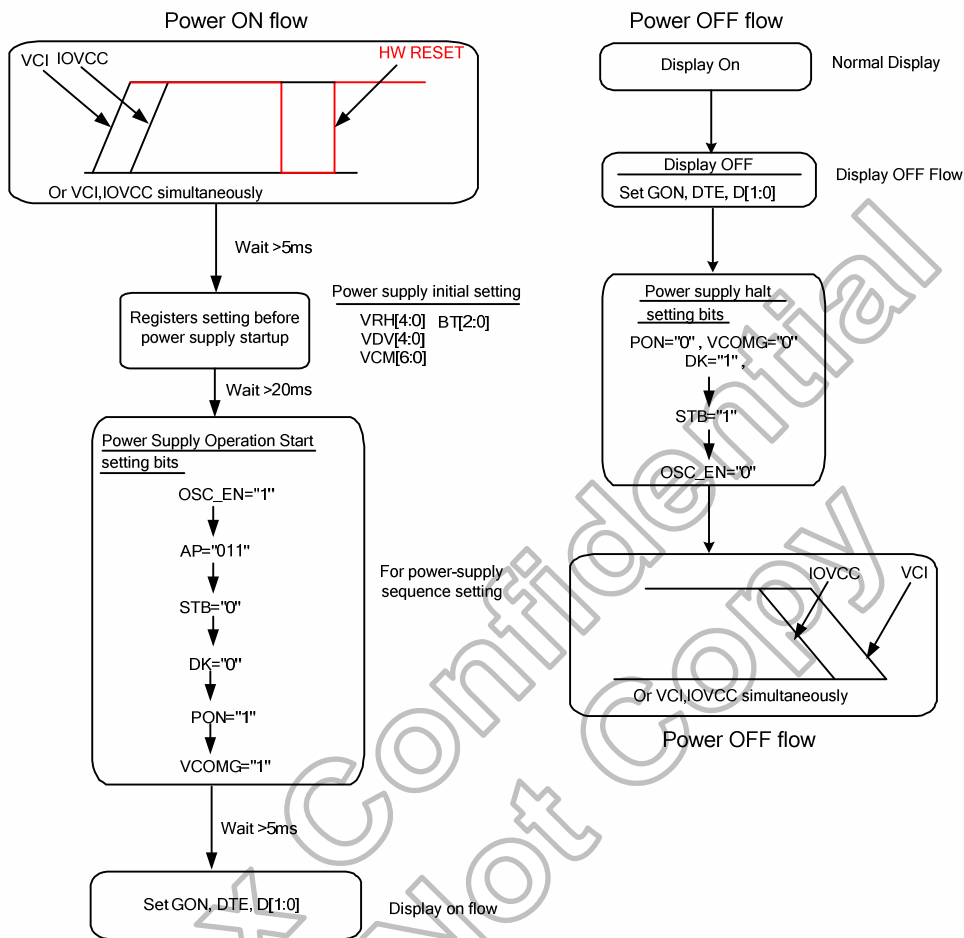 Power ON flow
VCI IOVCC
HW RESET
Or VCI,IOVCC simultaneously
Wait >5ms
Registers setting before
power supply startup
Power supply initial setting
VRH[4:0] BT[2:0]
VDV[4:0]
VCM[6:0]
Wait >20ms
Power Supply Operation Start
setting bits
OSC_EN="1"
AP="011"
STB="0"
DK="0"
PON="1"
VCOMG="1"
For power-supply
sequence setting
Wait >5ms
Set GON, DTE, D[1:0]
Display on flow
Power OFF flow
Display On
Normal Display
Display OFF
Set GON, DTE, D[1:0]
Display OFF Flow
Power supply halt
setting bits
PON="0" , VCOMG="0"
DK="1" ,
STB="1"
OSC_EN="0"
IOVCC VCI
Or VCI,IOVCC simultaneously
Power OFF flow
x Confidential
Not Copy